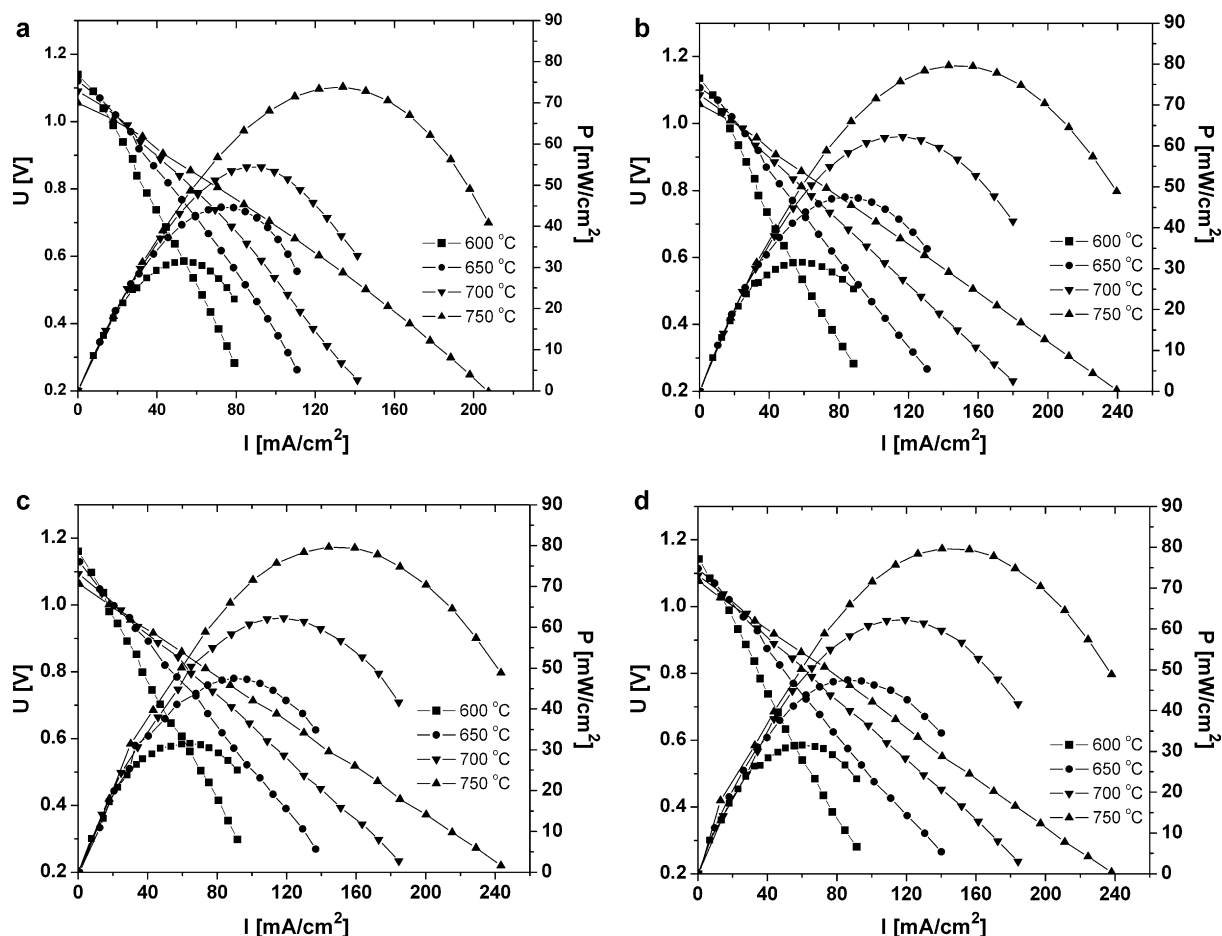 a
U [V]
1.2
1.0
0.8
0.6
0.4
0.2
0 40 80 120 160 200
I [mA/cm²]
90
80
70
60
50
40
30
20
10
0
P [mW/cm²]
600 °C
650 °C
700 °C
750 °C
b
U [V]
1.2
1.0
0.8
0.6
0.4
0.2
0 40 80 120 160 200 240
I [mA/cm²]
90
80
70
60
50
40
30
20
10
0
P [mW/cm²]
600 °C
650 °C
700 °C
750 °C
c
U [V]
1.2
1.0
0.8
0.6
0.4
0.2
0 40 80 120 160 200 240
I [mA/cm²]
90
80
70
60
50
40
30
20
10
0
P [mW/cm²]
600 °C
650 °C
700 °C
750 °C
d
U [V]
1.2
1.0
0.8
0.6
0.4
0.2
0 40 80 120 160 200 240
I [mA/cm²]
90
80
70
60
50
40
30
20
10
0
P [mW/cm²]
600 °C
650 °C
700 °C
750 °C